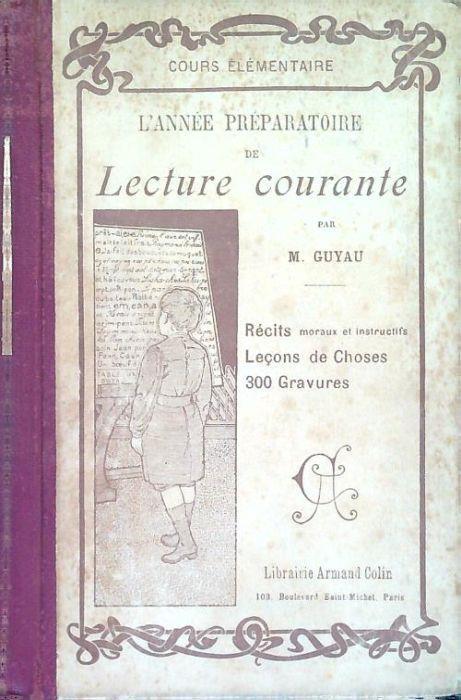 COURS ÉLÉMENTAIRE
L'ANNÉE PRÉPARATOIRE
DE
Lecture courante
PAR
M. GUYAU
Récits moraux et instructifs
Leçons de Choses
300 Gravures
CA
Librairie Armand Colin
103, Boulevard Saint-Michel, Paris